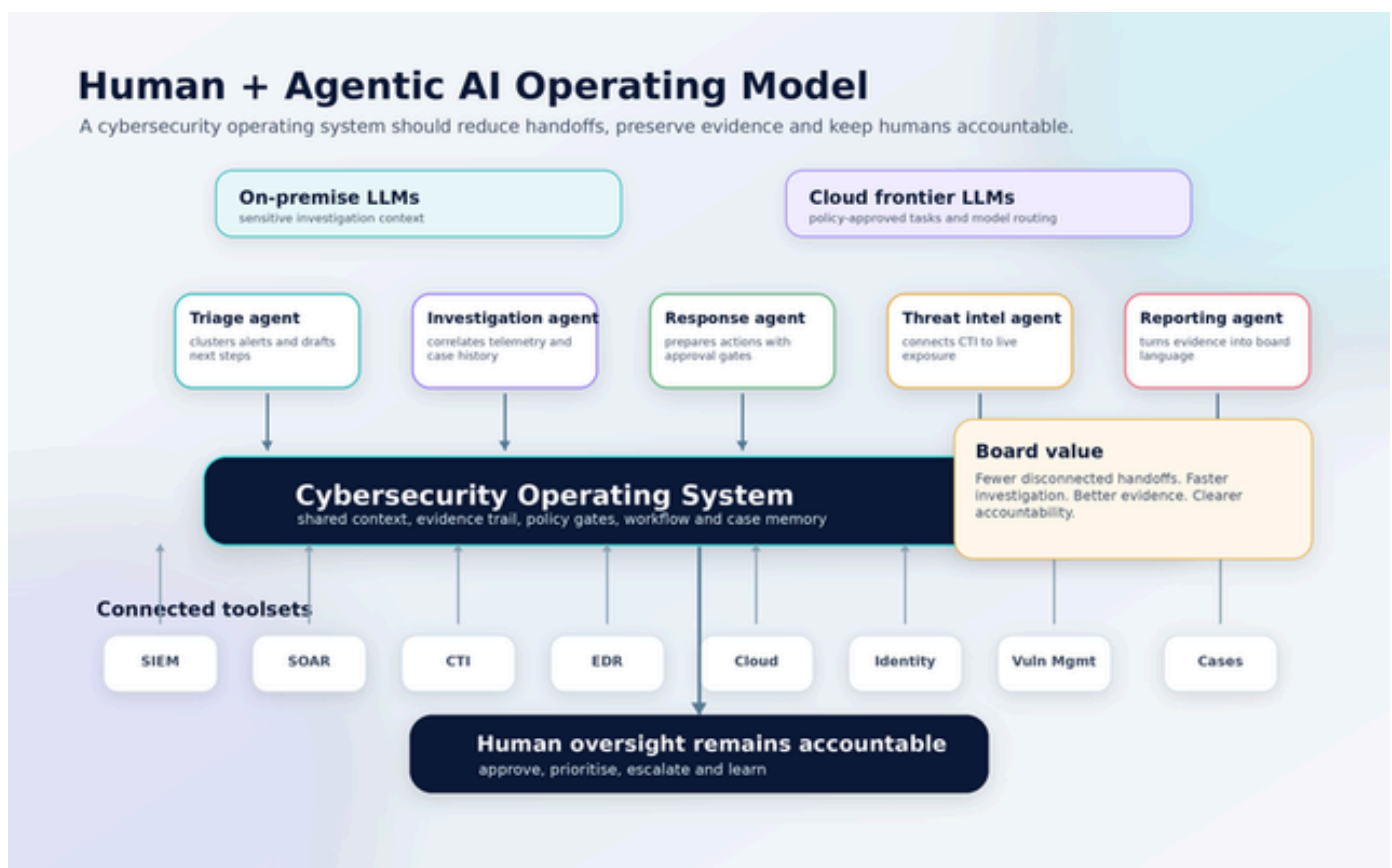 Human + Agentic AI Operating Model
A cybersecurity operating system should reduce handoffs, preserve evidence and keep humans accountable.
On-premise LLMs
sensitive investigation context
Cloud frontier LLMs
policy-approved tasks and model routing
Triage agent
clusters alerts and drafts
next steps
Investigation agent
correlates telemetry and
case history
Response agent
prepares actions with
approval gates
Threat intel agent
connects CTI to live
exposure
Reporting agent
turns evidence into board
language
Cybersecurity Operating System
shared context, evidence trail, policy gates, workflow and case memory
Board value
Fewer disconnected handoffs. Faster
investigation. Better evidence. Clearer
accountability.
Connected toolsets
SIEM
SOAR
CTI
EDR
Cloud
Identity
Vuln Mgmt
Cases
Human oversight remains accountable
approve, prioritise, escalate and learn